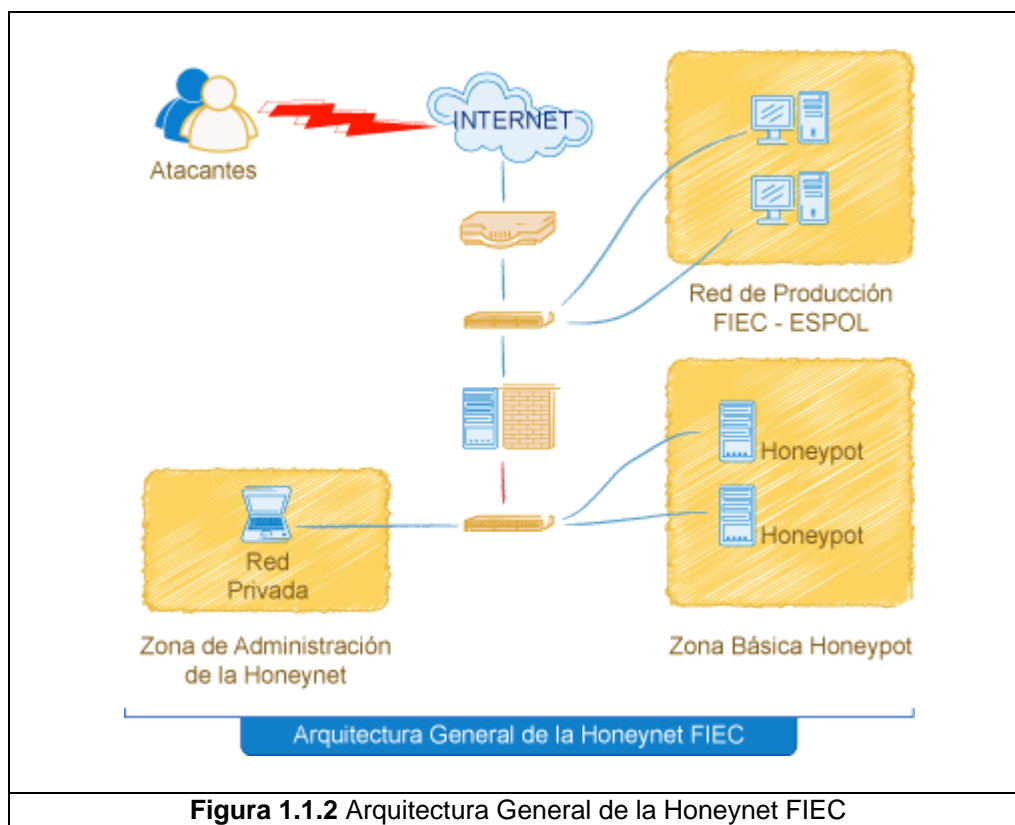 INTERNET
Atacantes
Red de Producción
FIEC - ESPOL
Honeypot
Honeypot
Red
Privada
Zona de Administración
de la Honeynet
Zona Básica Honeypot
Arquitectura General de la Honeynet FIEC
Figura 1.1.2 Arquitectura General de la Honeynet FIEC